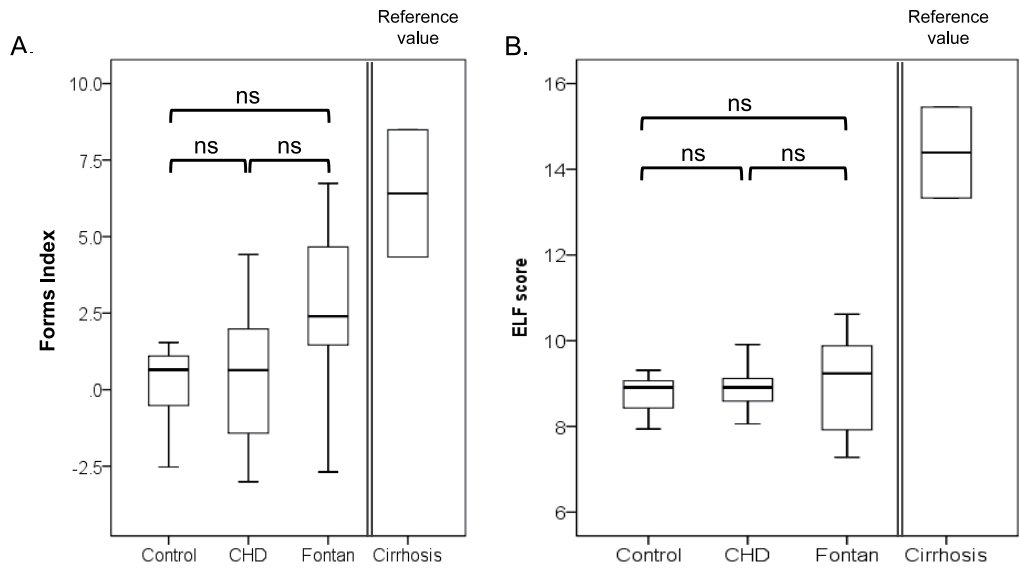 Reference
value
A.
Forms Index
10.0
7.5
5.0
2.5
.0
-2.5
ns
ns
ns
Control
CHD
Fontan
Cirrhosis
Reference
value
B.
ELF score
16
14
12
10
8
6
ns
ns
ns
Control
CHD
Fontan
Cirrhosis